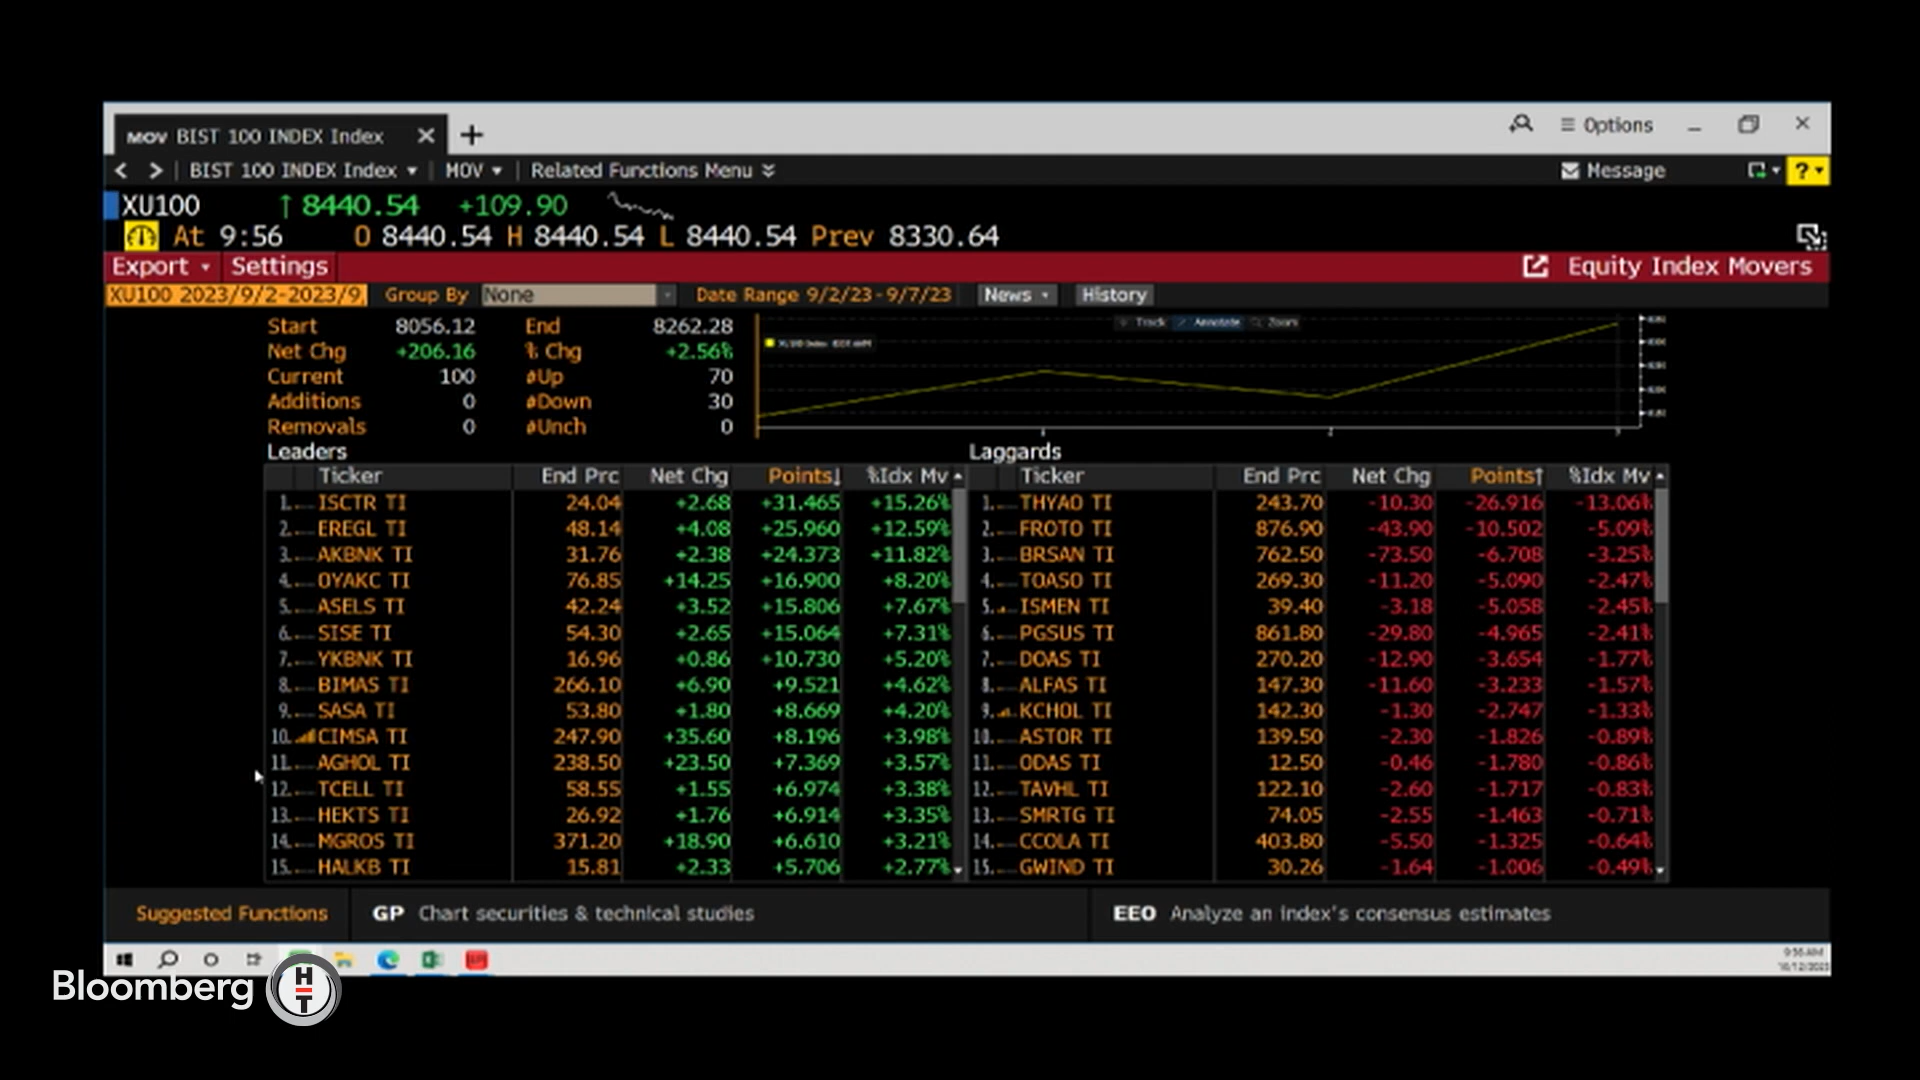 MOV BIST 100 INDEX Index
Options
BIST 100 INDEX Index MOV Related Functions Menu Message ?
XU100 ↑ 8440.54 +109.90
At 9:56 O 8440.54 H 8440.54 L 8440.54 Prev 8330.64
Export Settings Equity Index Movers
XU100 2023/9/2-2023/9/ Group By None Date Range 9/2/23-9/7/23 News History
Start 8056.12 End 8262.28
Track Annotate Zoom
Net Chg +206.16 % Chg +2.56%
Current 100 #Up 70
Additions 0 #Down 30
Removals 0 #Unch 0
Leaders Laggards
Ticker End Prc Net Chg Points↓ %Idx Mv Ticker End Prc Net Chg Points↑ %Idx Mv
1. ISCTR TI 24.04 +2.68 +31.465 +15.26% 1. THYAO TI 243.70 -10.30 -26.916 -13.06%
2. EREGL TI 48.14 +4.08 +25.960 +12.59% 2. FROTO TI 876.90 -43.90 -10.502 -5.09%
3. AKBNK TI 31.76 +2.38 +24.373 +11.82% 3. BRSAN TI 762.50 -73.50 -6.708 -3.25%
4. OYAKC TI 76.85 +14.25 +16.900 +8.20% 4. TOASO TI 269.30 -11.20 -5.090 -2.47%
5. ASELS TI 42.24 +3.52 +15.806 +7.67% 5. ISMEN TI 39.40 -3.18 -5.058 -2.45%
6. SISE TI 54.30 +2.65 +15.064 +7.31% 6. PGSUS TI 861.80 -29.80 -4.965 -2.41%
7. YKBNK TI 16.96 +0.86 +10.730 +5.20% 7. DOAS TI 270.20 -12.90 -3.654 -1.77%
8. BIMAS TI 266.10 +6.90 +9.521 +4.62% 8. ALFAS TI 147.30 -11.60 -3.233 -1.57%
9. SASA TI 53.80 +1.80 +8.669 +4.20% 9. KCHOL TI 142.30 -1.30 -2.747 -1.33%
10. CIMSA TI 247.90 +35.60 +8.196 +3.98% 10. ASTOR TI 139.50 -2.30 -1.826 -0.89%
11. AGHOL TI 238.50 +23.50 +7.369 +3.57% 11. ODAS TI 12.50 -0.46 -1.780 -0.86%
12. TCELL TI 58.55 +1.55 +6.974 +3.38% 12. TAVHL TI 122.10 -2.60 -1.717 -0.83%
13. HEKTS TI 26.92 +1.76 +6.914 +3.35% 13. SMRTG TI 74.05 -2.55 -1.463 -0.71%
14. MGROS TI 371.20 +18.90 +6.610 +3.21% 14. CCOLA TI 403.80 -5.50 -1.325 -0.64%
15. HALKB TI 15.81 +2.33 +5.706 +2.77% 15. GWIND TI 30.26 -1.64 -1.006 -0.49%
Suggested Functions GP Chart securities & technical studies EEO Analyze an index's consensus estimates
Bloomberg HT